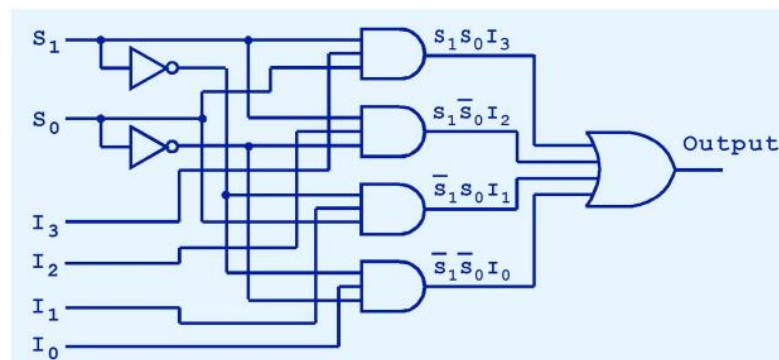 S₁
S₀
I₃
I₂
I₁
I₀
s₁s₀I₃
s₁s̅₀I₂
s̅₁s₀I₁
s̅₁s̅₀I₀
Output